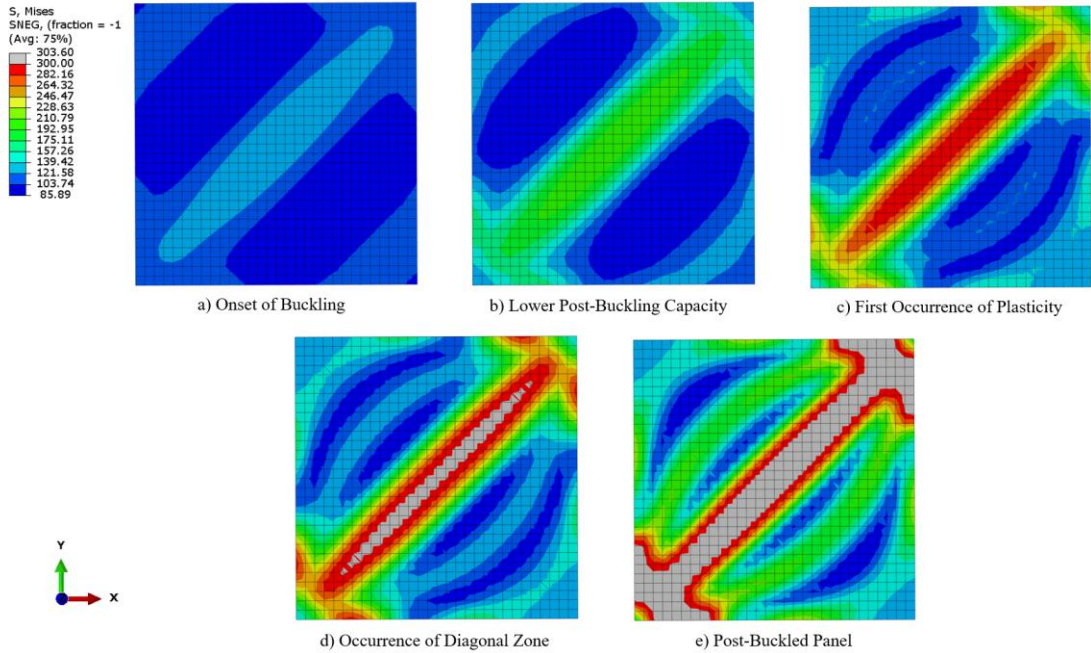 S, Mises
SNEG, (fraction = -1
(Avg: 75%)
303.60
300.00
282.16
264.32
246.47
228.63
210.79
192.95
175.11
157.26
139.42
121.58
103.74
85.89
a) Onset of Buckling
b) Lower Post-Buckling Capacity
c) First Occurrence of Plasticity
Y
X
d) Occurrence of Diagonal Zone
e) Post-Buckled Panel